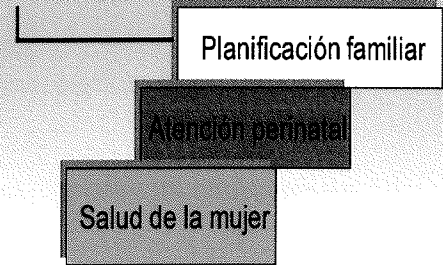 Planificación familiar
Atención perinatal
Salud de la mujer